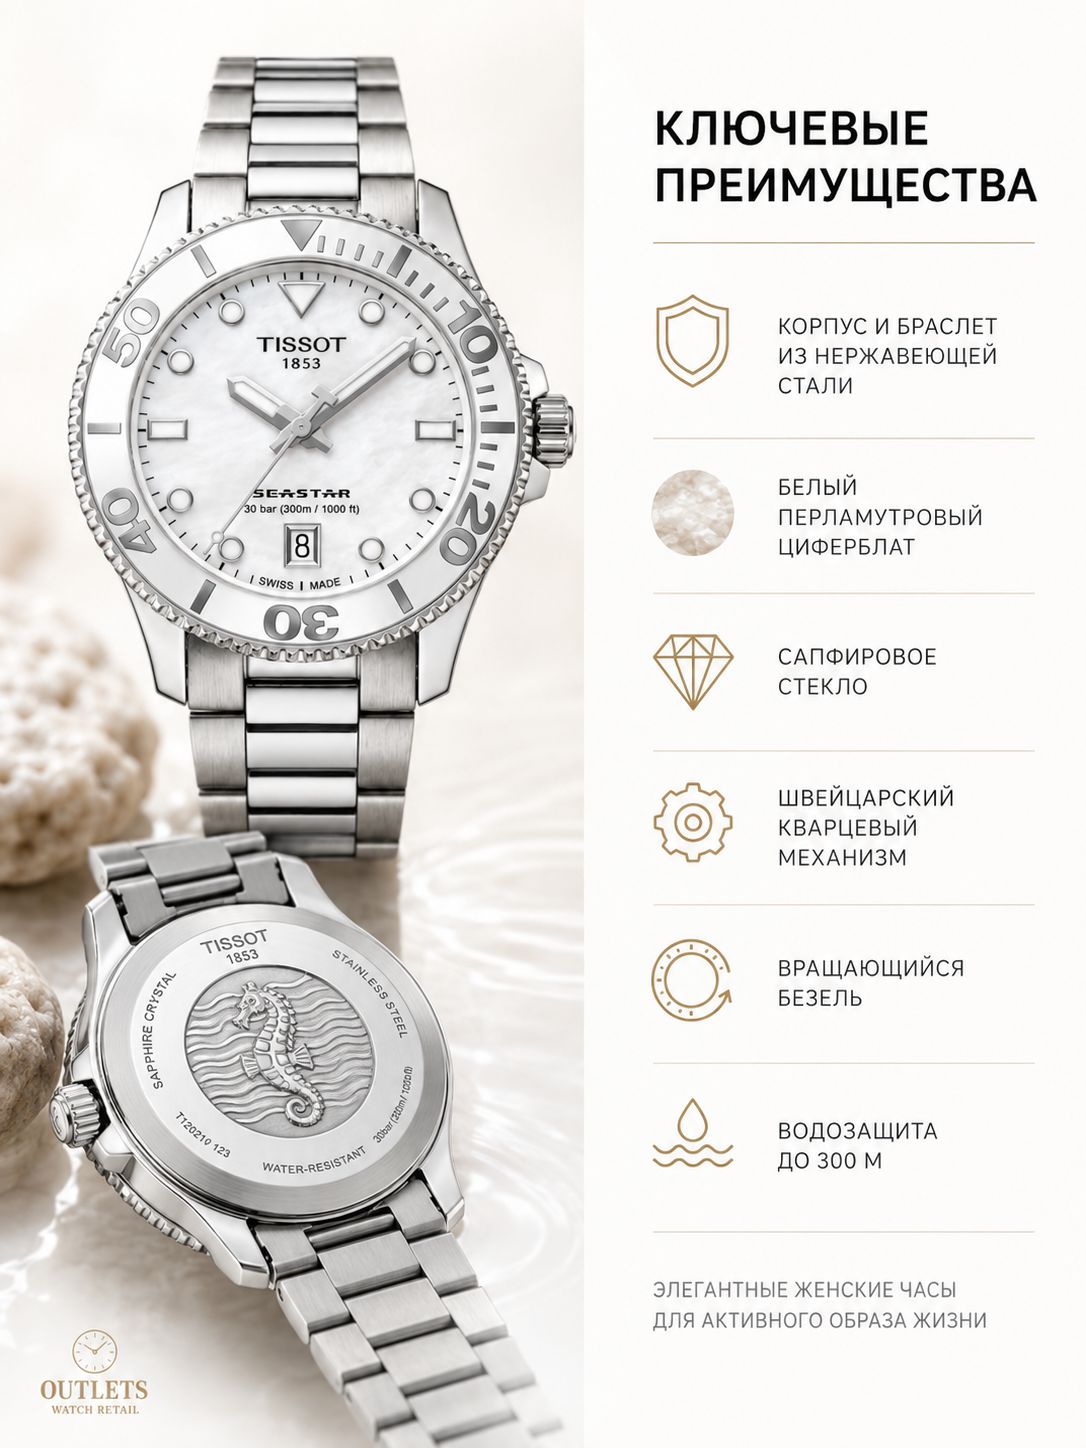 КЛЮЧЕВЫЕ
ПРЕИМУЩЕСТВА
КОРПУС И БРАСЛЕТ
ИЗ НЕРЖАВЕЮЩЕЙ
СТАЛИ
БЕЛЫЙ
ПЕРЛАМУТРОВЫЙ
ЦИФЕРБЛАТ
САПФИРОВОЕ
СТЕКЛО
ШВЕЙЦАРСКИЙ
КВАРЦЕВЫЙ
МЕХАНИЗМ
ВРАЩАЮЩИЙСЯ
БЕЗЕЛЬ
ВОДОЗАЩИТА
ДО 300 М
ЭЛЕГАНТНЫЕ ЖЕНСКИЕ ЧАСЫ
ДЛЯ АКТИВНОГО ОБРАЗА ЖИЗНИ
10
20
30
40
50
TISSOT
1853
SEASTAR
30 bar (300m / 1000 ft)
8
SWISS MADE
TISSOT
1853
STAINLESS STEEL
SAPPHIRE CRYSTAL
WATER-RESISTANT
OUTLETS
WATCH RETAIL